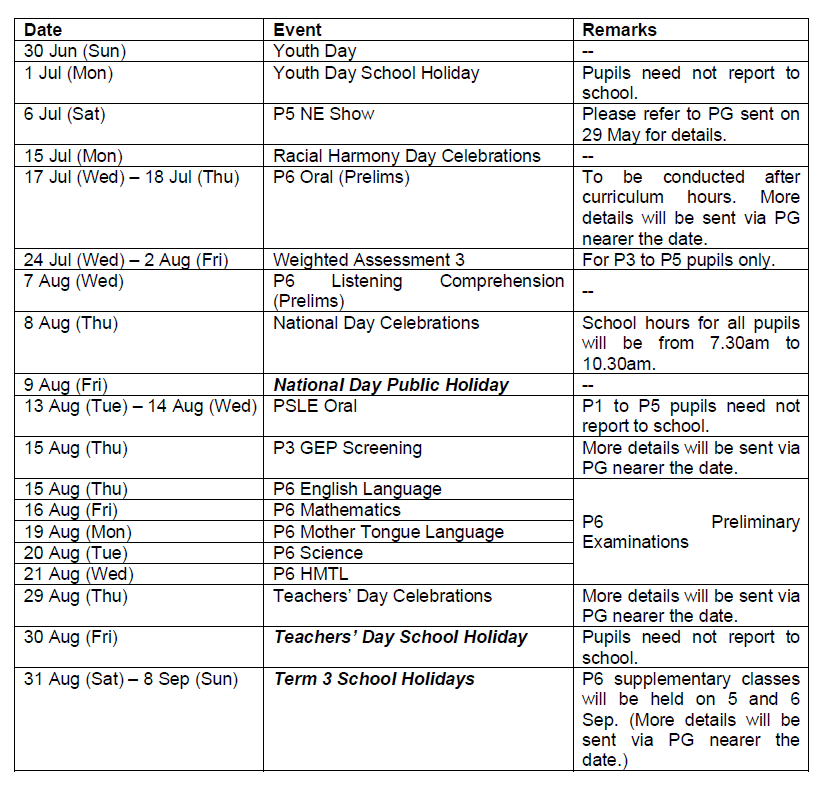 Date Event Remarks
30 Jun (Sun) Youth Day --
1 Jul (Mon) Youth Day School Holiday Pupils need not report to
school.
6 Jul (Sat) P5 NE Show Please refer to PG sent on
29 May for details.
15 Jul (Mon) Racial Harmony Day Celebrations --
17 Jul (Wed) – 18 Jul (Thu) P6 Oral (Prelims) To be conducted after
curriculum hours. More
details will be sent via PG
nearer the date.
24 Jul (Wed) – 2 Aug (Fri) Weighted Assessment 3 For P3 to P5 pupils only.
7 Aug (Wed) P6 Listening Comprehension
(Prelims) --
8 Aug (Thu) National Day Celebrations School hours for all pupils
will be from 7.30am to
10.30am.
9 Aug (Fri) National Day Public Holiday --
13 Aug (Tue) – 14 Aug (Wed) PSLE Oral P1 to P5 pupils need not
report to school.
15 Aug (Thu) P3 GEP Screening More details will be sent via
PG nearer the date.
15 Aug (Thu) P6 English Language
16 Aug (Fri) P6 Mathematics
19 Aug (Mon) P6 Mother Tongue Language P6 Preliminary
20 Aug (Tue) P6 Science Examinations
21 Aug (Wed) P6 HMTL
29 Aug (Thu) Teachers' Day Celebrations More details will be sent via
PG nearer the date.
30 Aug (Fri) Teachers' Day School Holiday Pupils need not report to
school.
31 Aug (Sat) – 8 Sep (Sun) Term 3 School Holidays P6 supplementary classes
will be held on 5 and 6
Sep. (More details will be
sent via PG nearer the
date.)